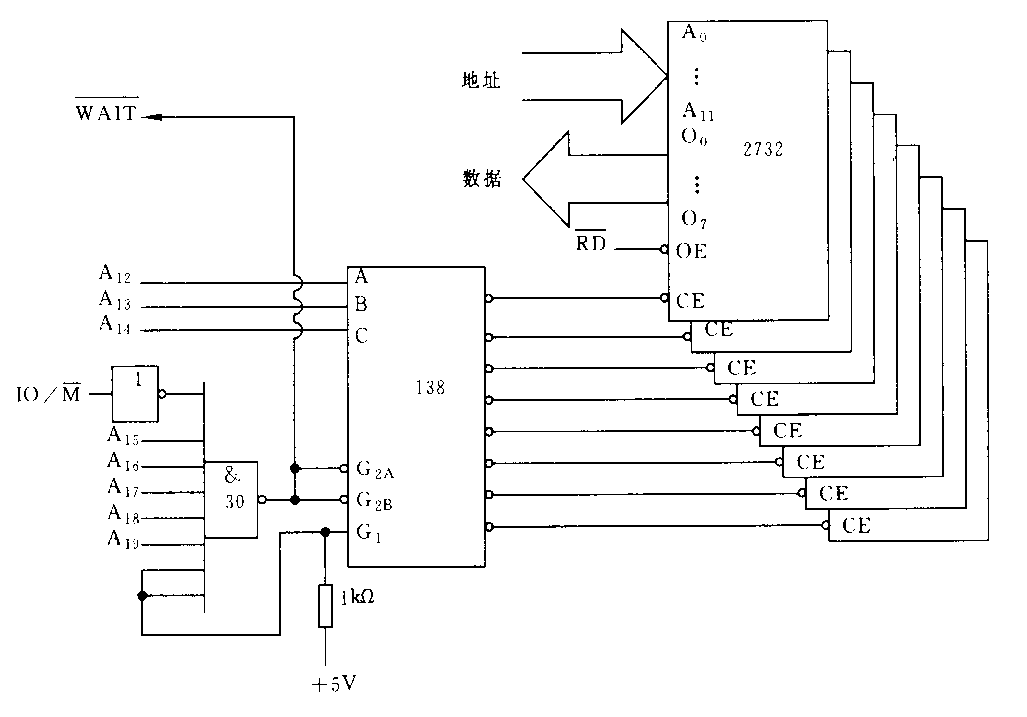 地址
A₀
⋮
A₁₁
WAIT
O₀
2732
数据
⋮
O₇
RD
OE
A₁₂
A
A₁₃
B
CE
A₁₄
C
CE
CE
IO/M
1
138
CE
A₁₅
CE
A₁₆
&
G₂A
CE
A₁₇
30
G₂B
CE
A₁₈
G₁
CE
A₁₉
1kΩ
+5V